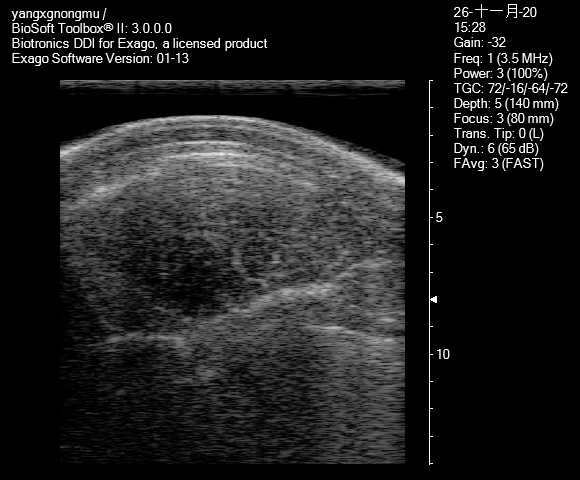 yangxgnongmu /
BioSoft Toolbox® II: 3.0.0.0
Biotronics DDI for Exago, a licensed product
Exago Software Version: 01-13
26-十一月-20
15:28
Gain: -32
Freq: 1 (3.5 MHz)
Power: 3 (100%)
TGC: 72/-16/-64/-72
Depth: 5 (140 mm)
Focus: 3 (80 mm)
Trans. Tip: 0 (L)
Dyn.: 6 (65 dB)
FAvg: 3 (FAST)
5
10